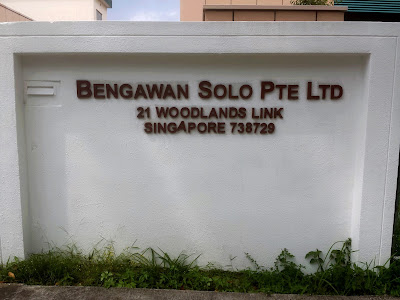 BENGAWAN SOLO PTE LTD
21 WOODLANDS LINK
SINGAPORE 738729